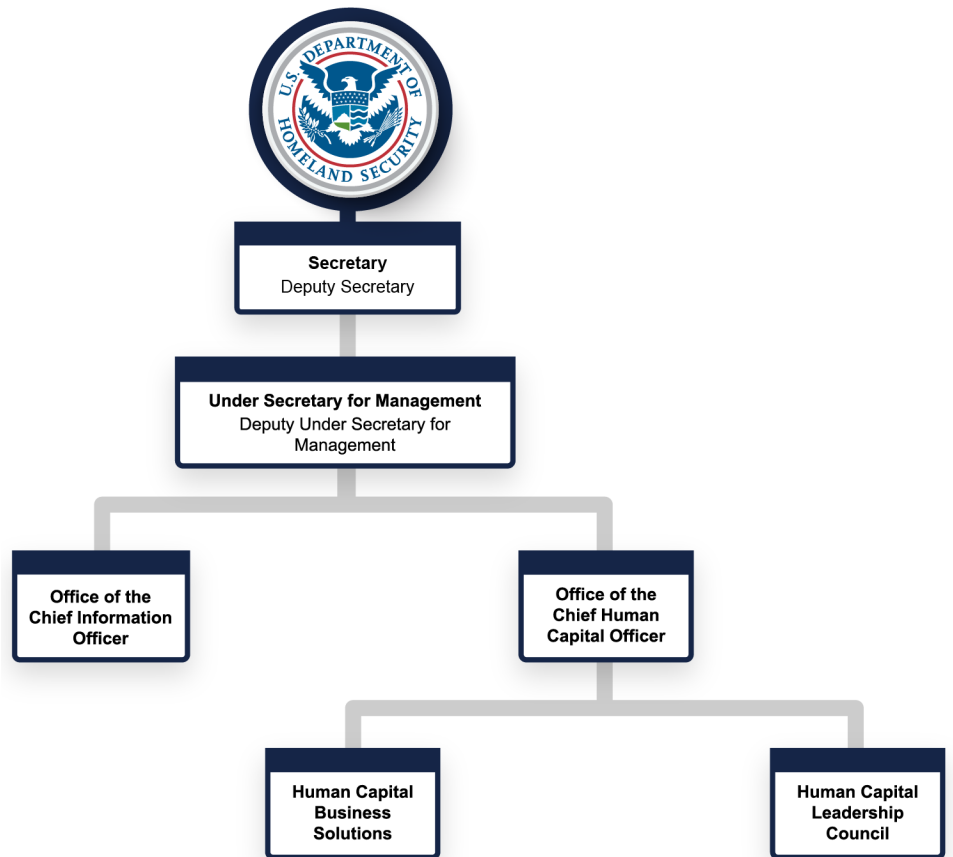 U.S. DEPARTMENT OF
HOMELAND SECURITY
Secretary
Deputy Secretary
Under Secretary for Management
Deputy Under Secretary for
Management
Office of the
Chief Information
Officer
Office of the
Chief Human
Capital Officer
Human Capital
Business
Solutions
Human Capital
Leadership
Council